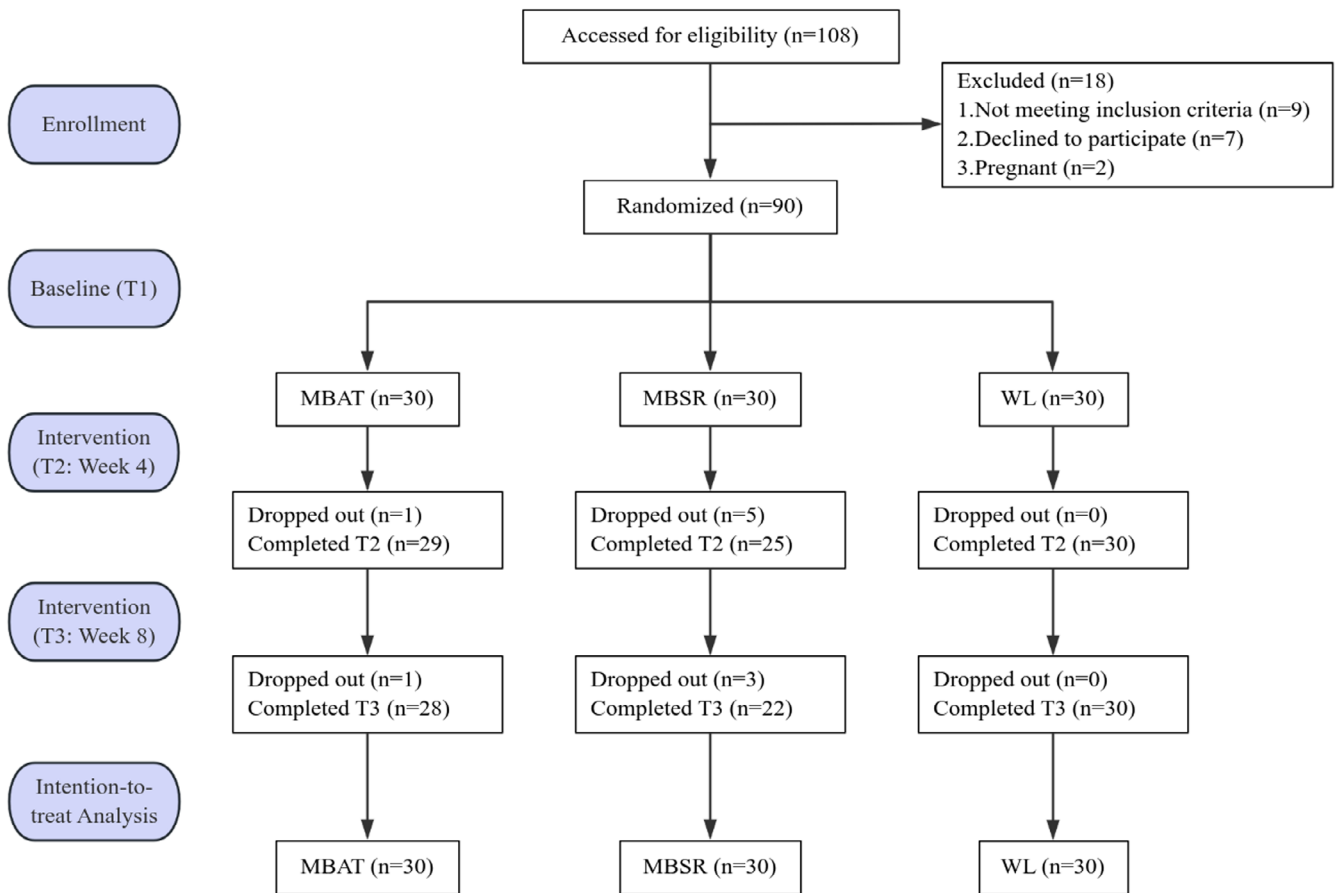 Accessed for eligibility (n=108)
Excluded (n=18)
1.Not meeting inclusion criteria (n=9)
2.Declined to participate (n=7)
3.Pregnant (n=2)
Enrollment
Randomized (n=90)
Baseline (T1)
MBAT (n=30)
MBSR (n=30)
WL (n=30)
Intervention
(T2: Week 4)
Dropped out (n=1)
Completed T2 (n=29)
Dropped out (n=5)
Completed T2 (n=25)
Dropped out (n=0)
Completed T2 (n=30)
Intervention
(T3: Week 8)
Dropped out (n=1)
Completed T3 (n=28)
Dropped out (n=3)
Completed T3 (n=22)
Dropped out (n=0)
Completed T3 (n=30)
Intention-to-
treat Analysis
MBAT (n=30)
MBSR (n=30)
WL (n=30)